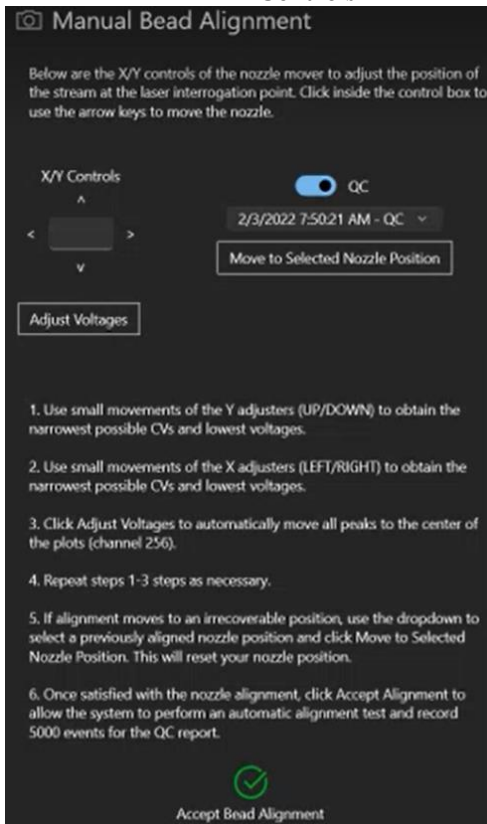 Manual Bead Alignment
Below are the X/Y controls of the nozzle mover to adjust the position of
the stream at the laser interrogation point. Click inside the control box to
use the arrow keys to move the nozzle.
X/Y Controls
QC
2/3/2022 7:50:21 AM - QC
Move to Selected Nozzle Position
Adjust Voltages
1. Use small movements of the Y adjusters (UP/DOWN) to obtain the
narrowest possible CVs and lowest voltages.
2. Use small movements of the X adjusters (LEFT/RIGHT) to obtain the
narrowest possible CVs and lowest voltages.
3. Click Adjust Voltages to automatically move all peaks to the center of
the plots (channel 256).
4. Repeat steps 1-3 steps as necessary.
5. If alignment moves to an irrecoverable position, use the dropdown to
select a previously aligned nozzle position and click Move to Selected
Nozzle Position. This will reset your nozzle position.
6. Once satisfied with the nozzle alignment, click Accept Alignment to
allow the system to perform an automatic alignment test and record
5000 events for the QC report.
Accept Bead Alignment